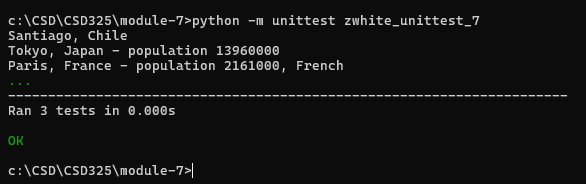 c:\CSD\CSD325\module-7>python -m unittest zwhite_unittest_7
Santiago, Chile
Tokyo, Japan - population 13960000
Paris, France - population 2161000, French
...
----------------------------------------------------------------------
Ran 3 tests in 0.000s
OK
c:\CSD\CSD325\module-7>